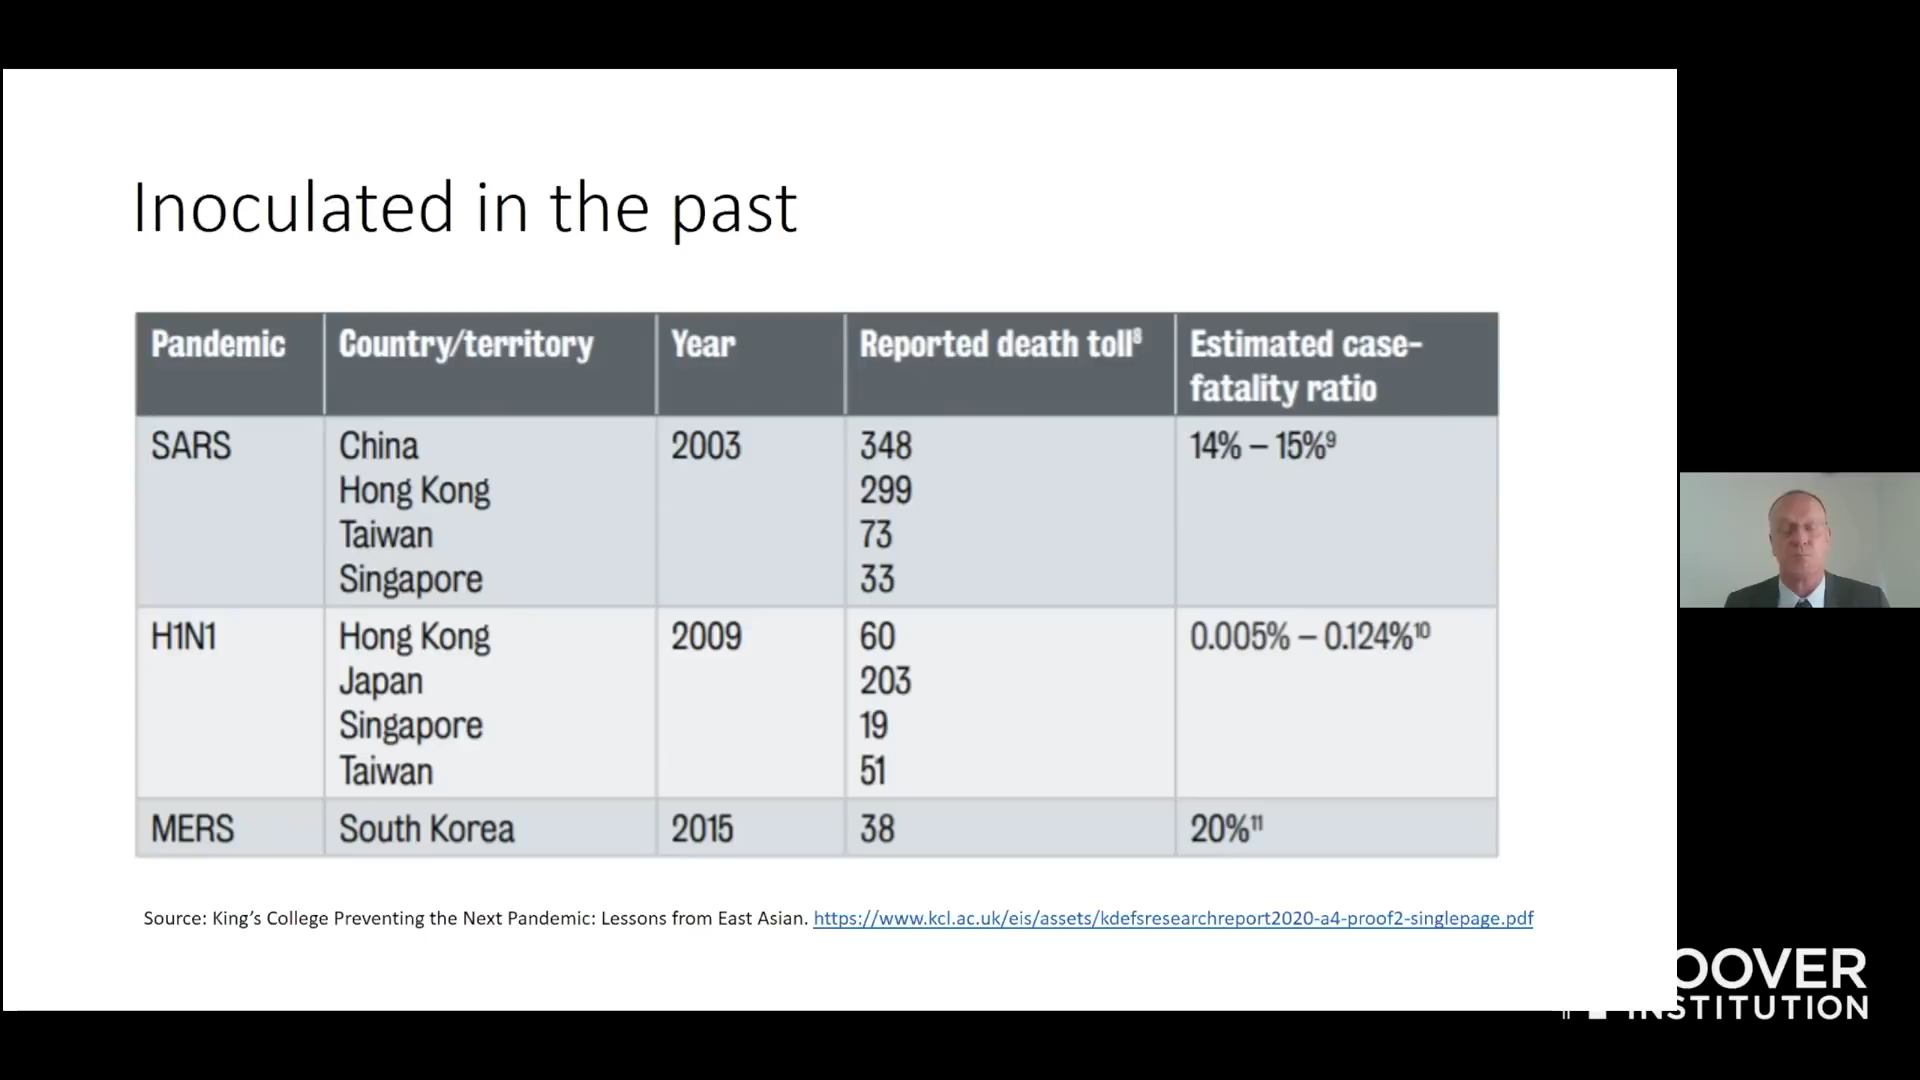 Inoculated in the past
Pandemic Country/territory Year Reported death toll⁸ Estimated case-
fatality ratio
SARS China 2003 348 14% – 15%⁹
Hong Kong 299
Taiwan 73
Singapore 33
H1N1 Hong Kong 2009 60 0.005% – 0.124%¹⁰
Japan 203
Singapore 19
Taiwan 51
MERS South Korea 2015 38 20%¹¹
Source: King’s College Preventing the Next Pandemic: Lessons from East Asian. https://www.kcl.ac.uk/eis/assets/kdefsresearchreport2020-a4-proof2-singlepage.pdf
OOVER
INSTITUTION